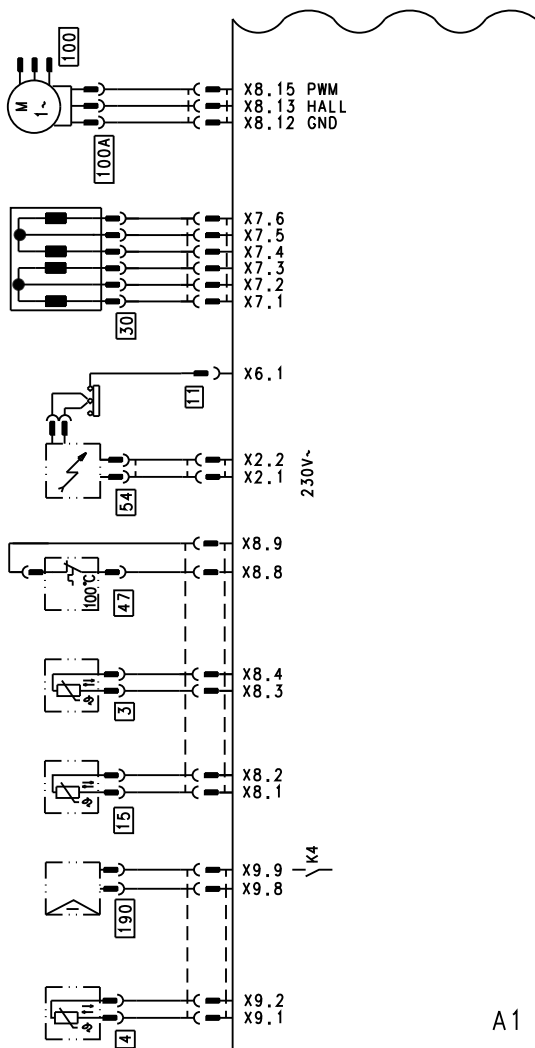 100
M
1~
100A
X8.15 PWM
X8.13 HALL
X8.12 GND
X7.6
X7.5
X7.4
X7.3
X7.2
X7.1
30
X6.1
11
X2.2
X2.1
230V~
54
X8.9
X8.8
100°C
47
X8.4
X8.3
3
X8.2
X8.1
15
X9.9
K4
X9.8
190
X9.2
X9.1
4
A1